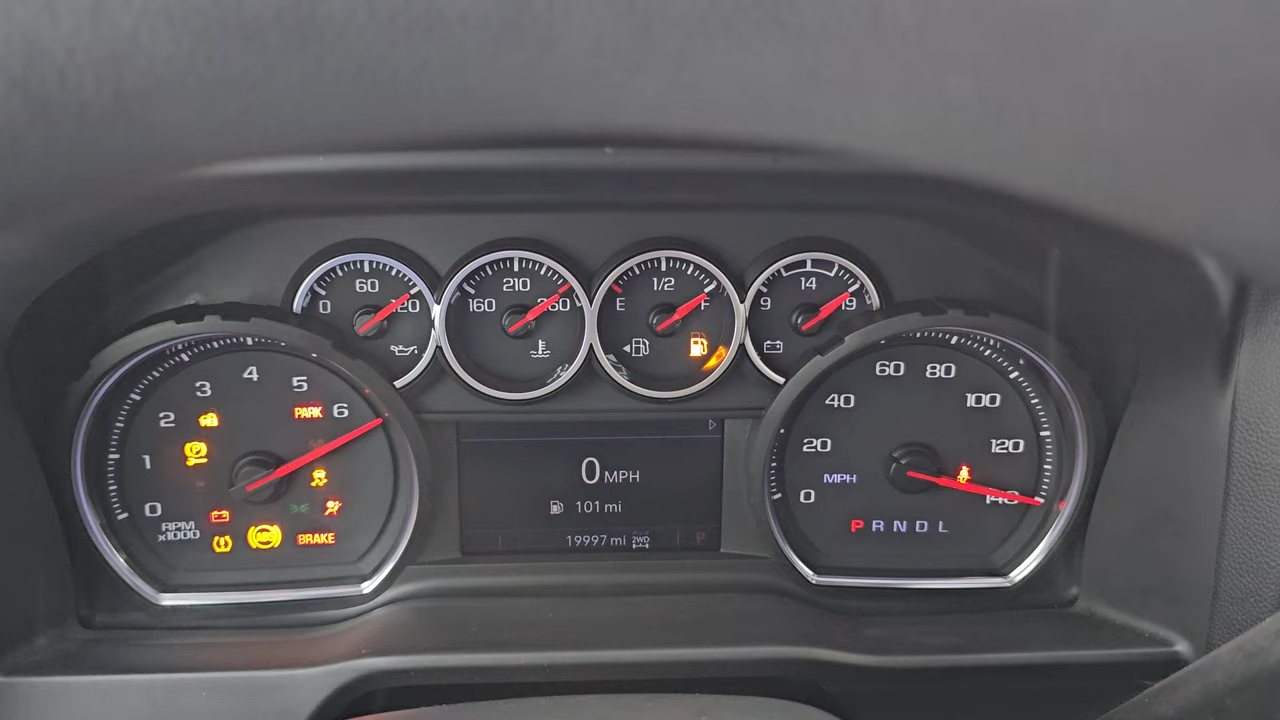 60
0 120
210
160 260
1/2
E F
14
9 19
4
3 5
2 PARK 6
1
0
RPM
x1000
P
ABS BRAKE
0 MPH
101 mi
19997 mi 2WD P
60 80
40 100
20 120
MPH
0 140
P R N D L